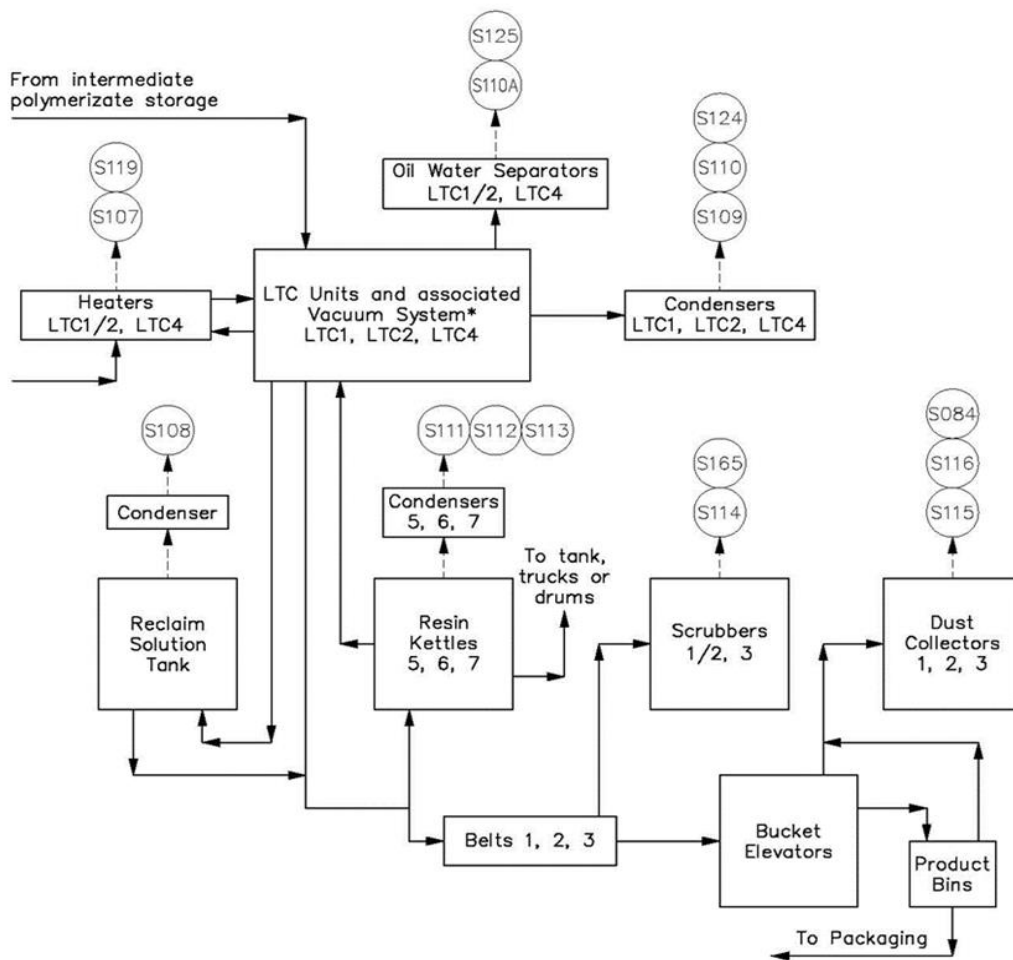 S125
S110A
From intermediate
polymerizate storage
S124
S110
S109
S119
S107
Oil Water Separators
LTC1/2, LTC4
Heaters
LTC1/2, LTC4
LTC Units and associated
Vacuum System*
LTC1, LTC2, LTC4
Condensers
LTC1, LTC2, LTC4
S108
S111
S112
S113
S165
S114
S084
S116
S115
Condenser
Condensers
5, 6, 7
To tank,
trucks or
drums
Reclaim
Solution
Tank
Resin
Kettles
5, 6, 7
Scrubbers
1/2, 3
Dust
Collectors
1, 2, 3
Belts 1, 2, 3
Bucket
Elevators
Product
Bins
To Packaging